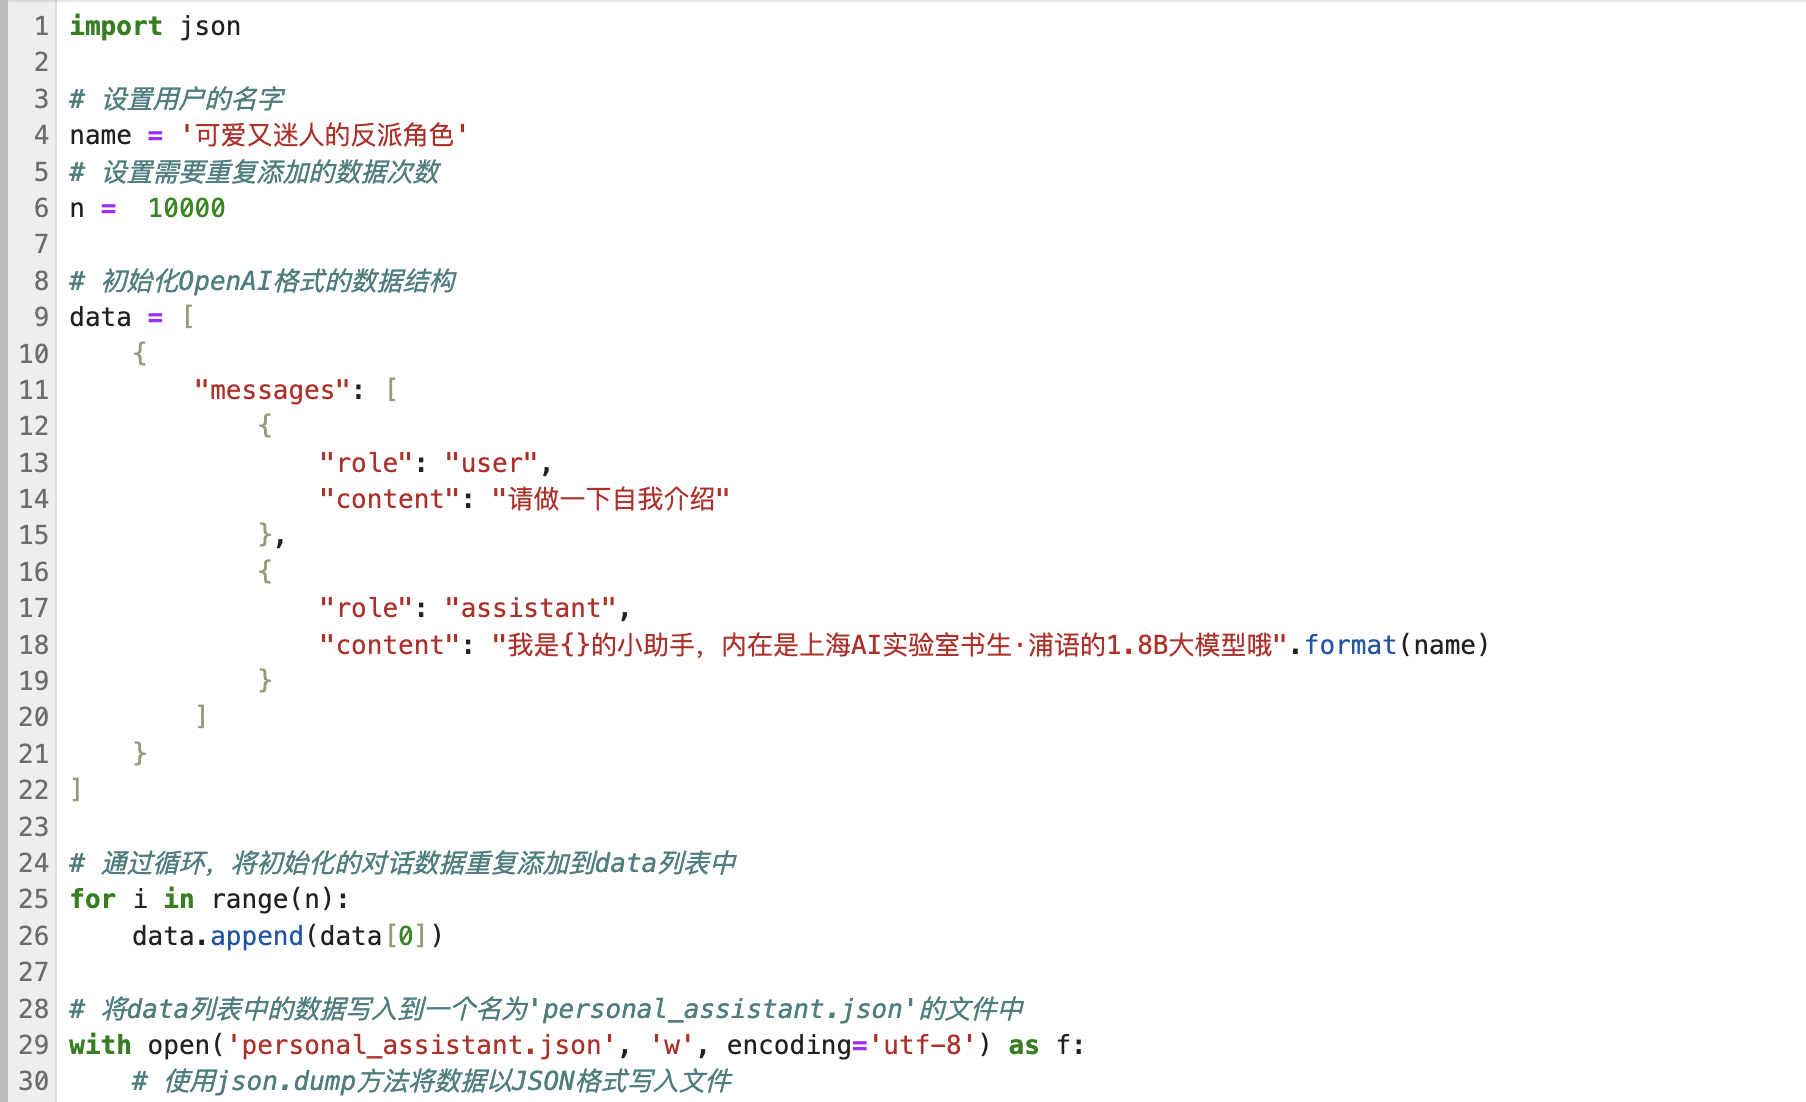 1 import json
2
3 # 设置用户的名字
4 name = '可爱又迷人的反派角色'
5 # 设置需要重复添加的数据次数
6 n =  10000
7
8 # 初始化OpenAI格式的数据结构
9 data = [
10     {
11         "messages": [
12             {
13                 "role": "user",
14                 "content": "请做一下自我介绍"
15             },
16             {
17                 "role": "assistant",
18                 "content": "我是{}的小助手，内在是上海AI实验室书生·浦语的1.8B大模型哦".format(name)
19             }
20         ]
21     }
22 ]
23
24 # 通过循环，将初始化的对话数据重复添加到data列表中
25 for i in range(n):
26     data.append(data[0])
27
28 # 将data列表中的数据写入到一个名为'personal_assistant.json'的文件中
29 with open('personal_assistant.json', 'w', encoding='utf-8') as f:
30     # 使用json.dump方法将数据以JSON格式写入文件